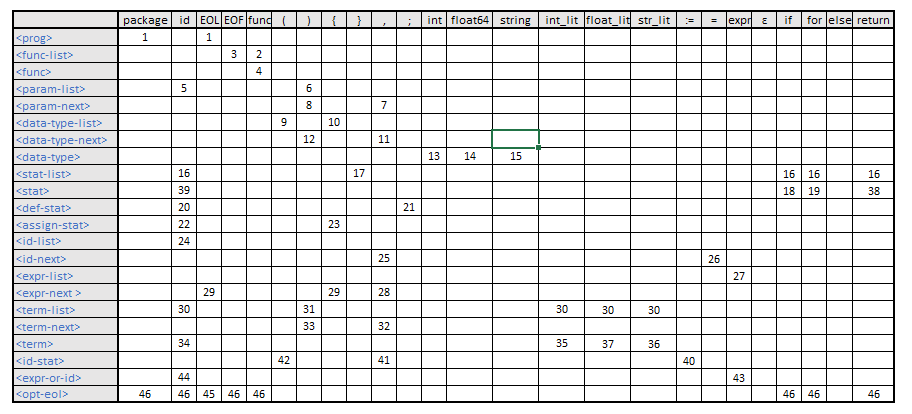 package id EOL EOF func ( ) { } , ; int float64 string int_lit float_lit str_lit := = expr ε if for else return
<prog> 1 1
<func-list> 3 2
<func> 4
<param-list> 5 6
<param-next> 8 7
<data-type-list> 9 10
<data-type-next> 12 11
<data-type> 13 14 15
<stat-list> 16 17 16 16 16
<stat> 39 18 19 38
<def-stat> 20 21
<assign-stat> 22 23
<id-list> 24
<id-next> 25 26
<expr-list> 27
<expr-next > 29 29 28
<term-list> 30 31 30 30 30
<term-next> 33 32
<term> 34 35 37 36
<id-stat> 42 41 40
<expr-or-id> 44 43
<opt-eol> 46 46 45 46 46 46 46 46